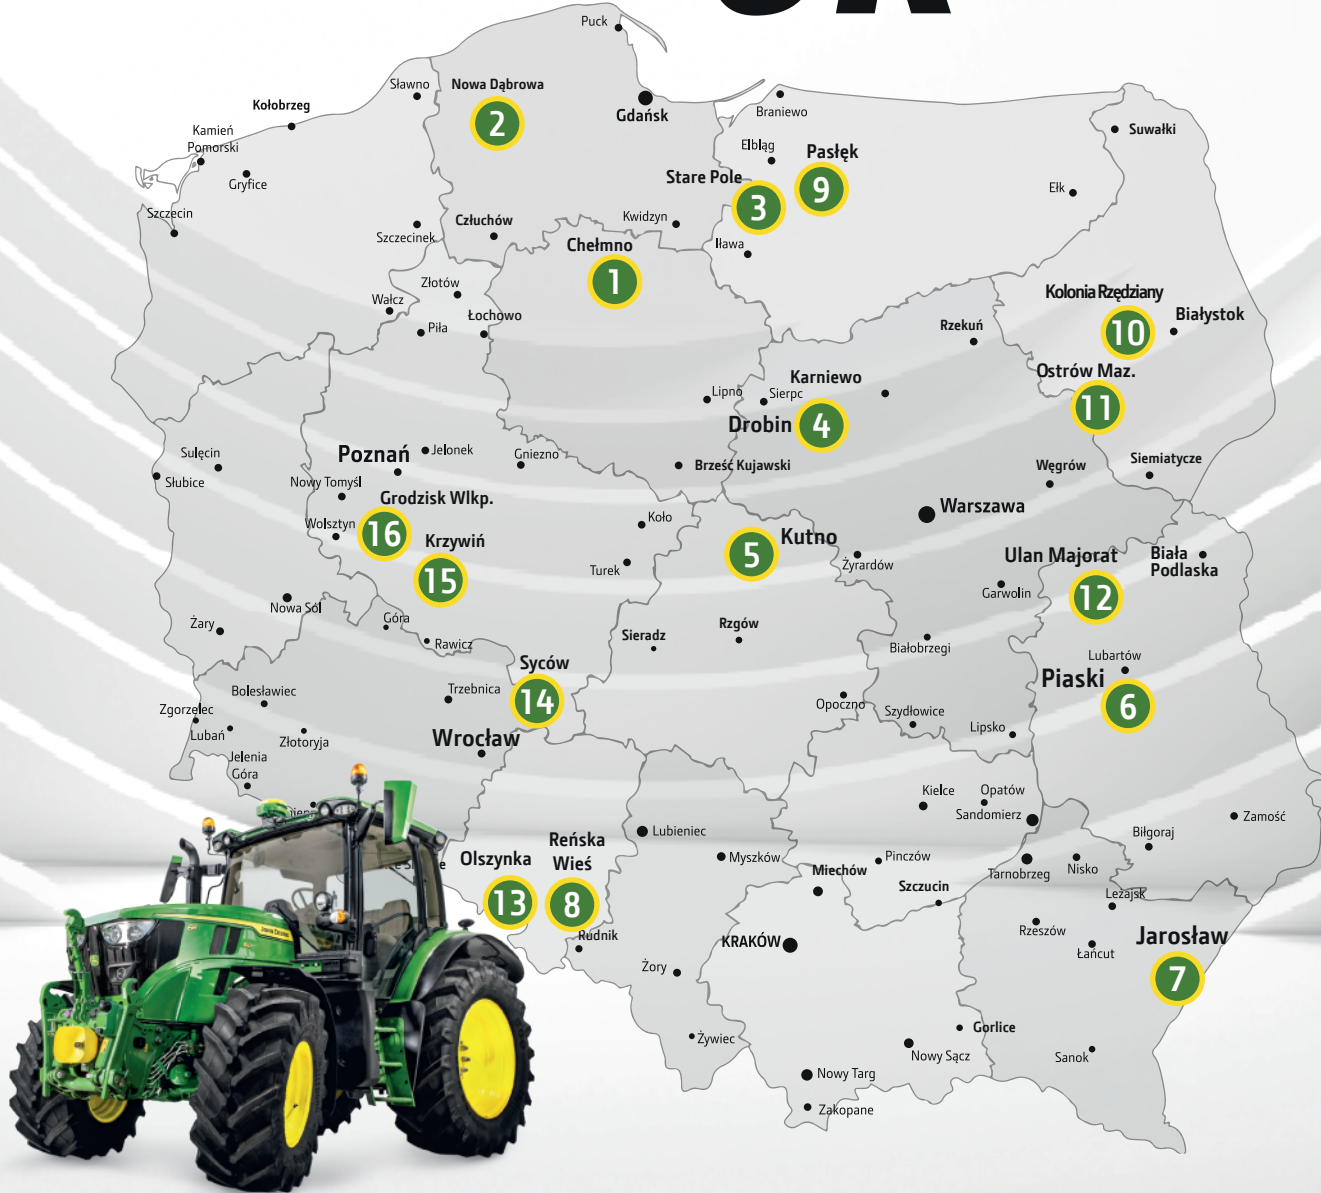 Puck
Sławno
Nowa Dąbrowa
2
Kołobrzeg
Gdańsk
Braniewo
Suwałki
Kamień
Pomorski
Gryfice
Elbląg
Pasłęk
9
Stare Pole
3
Ełk
Szczecin
Człuchów
Szczecinek
Kwidzyn
Iława
Chełmno
1
Złotów
Wałcz
Łochowo
Piła
Kolonia Rzędziany
10
Białystok
Rzekuń
Ostrów Maz.
11
Karniewo
Lipno
Sierpc
Drobin
4
Poznań
Jelonek
Gniezno
Brześć Kujawski
Sulęcin
Słubice
Nowy Tomyśl
Węgrów
Siemiatycze
Grodzisk Wlkp.
16
Wolsztyn
Krzywiń
15
Koło
Turek
5
Kutno
Warszawa
Żyrardów
Ulan Majorat
12
Biała
Podlaska
Garwolin
Nowa Sól
Żary
Góra
Rawicz
Sieradz
Rzgów
Białobrzegi
Lubartów
Piaski
6
Syców
14
Trzebnica
Bolesławiec
Zgorzelec
Lubań
Złotoryja
Wrocław
Opoczno
Szydłowice
Lipsko
Jelenia
Góra
Kielce
Opatów
Sandomierz
Zamość
Biłgoraj
Lubieniec
Reńska
Wieś
8
Olszynka
13
Myszków
Miechów
Pinczów
Szczucin
Tarnobrzeg
Nisko
Leżajsk
Rzeszów
Łańcut
Jarosław
7
Rudnik
KRAKÓW
Żory
Żywiec
Gorlice
Nowy Sącz
Sanok
Nowy Targ
Zakopane
JOHN DEERE